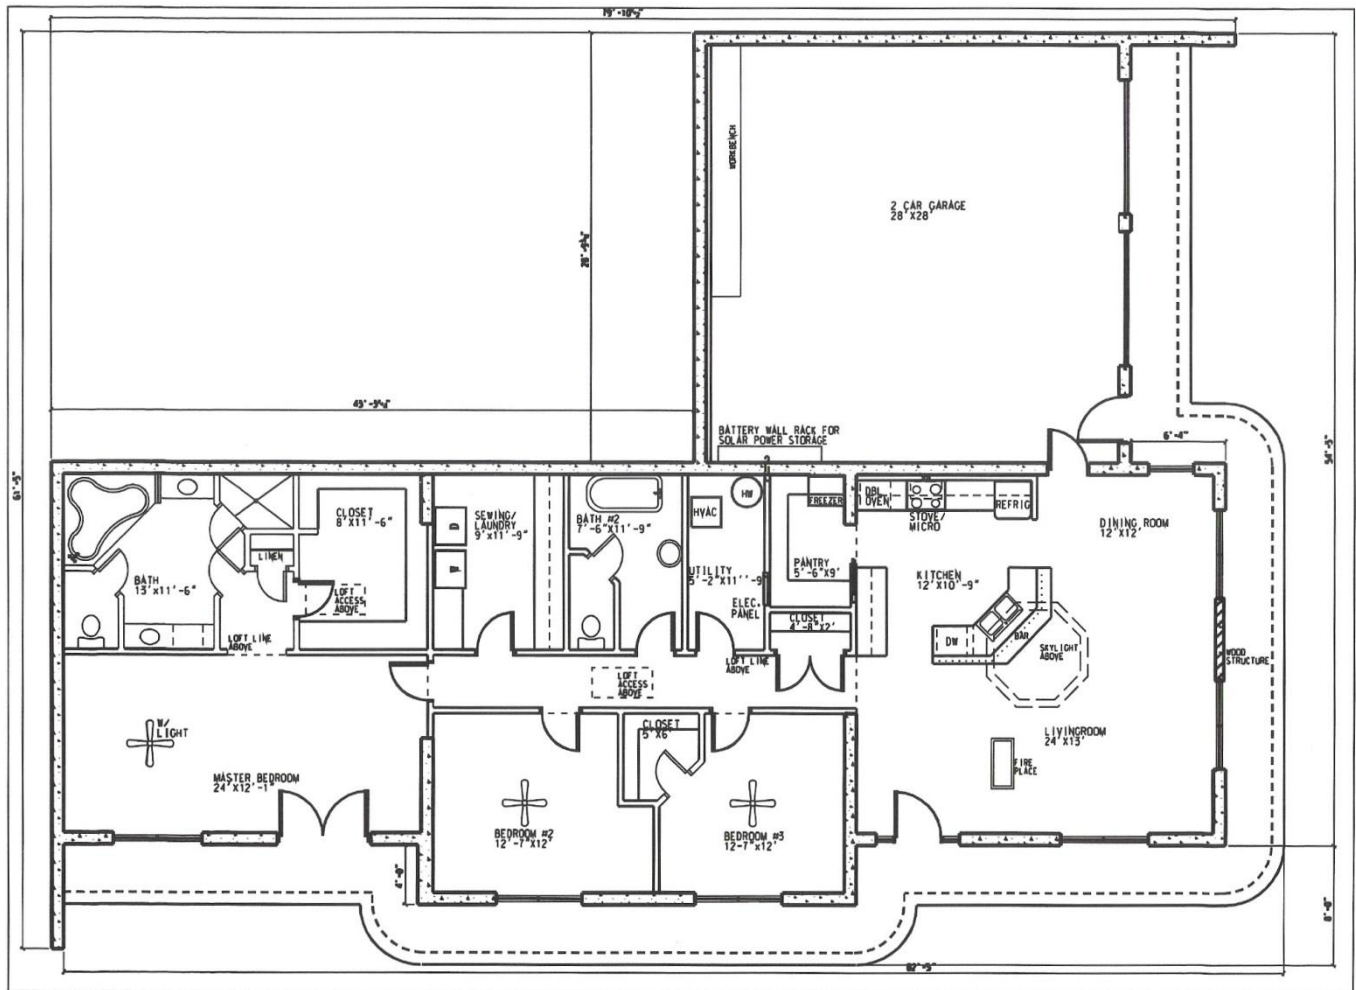 79'-10½"
WORKBENCH
2 CAR GARAGE
28'X28'
BATTERY WALL RACK FOR
SOLAR POWER STORAGE
6'-4"
54'-5"
61'-5"
CLOSET
8'X11'-6"
SEWING/
LAUNDRY
9'X11'-9"
D
BATH #2
7'-6"X11'-9"
HVAC
HW
FREEZER
DBL
OVEN
STOVE/
MICRO
REFRIG
DINING ROOM
12'X12'
LINEN
BATH
13'X11'-6"
LOFT
ACCESS
ABOVE
LOFT LINE
ABOVE
UTILITY
5'-2"X11''-9"
ELEC.
PANEL
PANTRY
5'-6"X9'
CLOSET
4'-8"X2'
KITCHEN
12'X10'-9"
DW
BAR
SKYLIGHT
ABOVE
WOOD
STRUCTURE
LOFT
ACCESS
ABOVE
LOFT LINE
ABOVE
W/
LIGHT
MASTER BEDROOM
24'X12'-1"
CLOSET
5'X6'
LIVINGROOM
24'X13'
FIRE
PLACE
BEDROOM #2
12'-7"X12'
BEDROOM #3
12-7"X12'
4'-0"
8'-0"
82'-5"